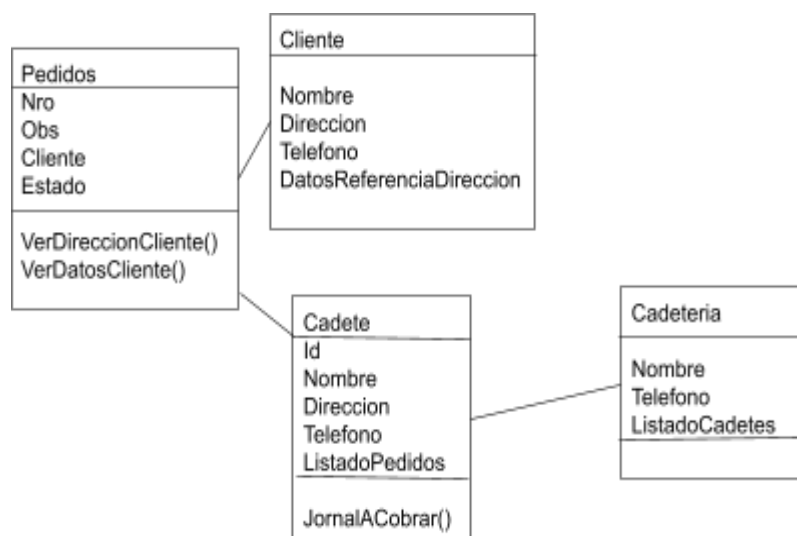 Pedidos
Nro
Obs
Cliente
Estado
VerDireccionCliente()
VerDatosCliente()
Cliente
Nombre
Direccion
Telefono
DatosReferenciaDireccion
Cadete
Id
Nombre
Direccion
Telefono
ListadoPedidos
JornalACobrar()
Cadeteria
Nombre
Telefono
ListadoCadetes